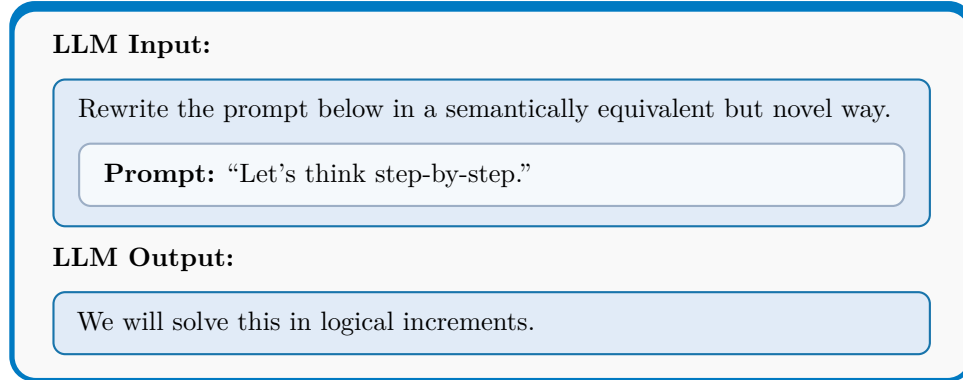 LLM Input:
Rewrite the prompt below in a semantically equivalent but novel way.
Prompt: “Let’s think step-by-step.”
LLM Output:
We will solve this in logical increments.